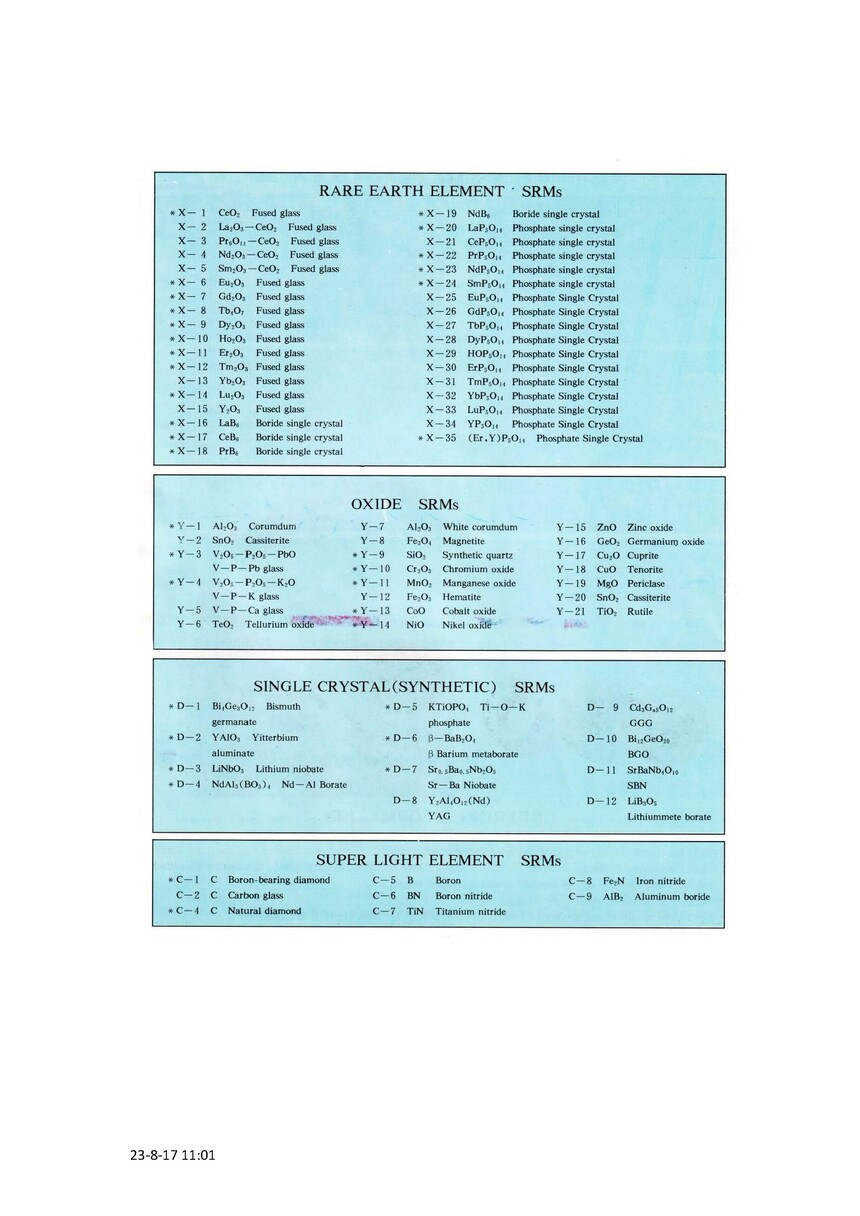 RARE EARTH ELEMENT SRMs
* X— 1 CeO₂ Fused glass
X— 2 La₂O₃—CeO₂ Fused glass
X— 3 Pr₆O₁₁—CeO₂ Fused glass
X— 4 Nd₂O₃—CeO₂ Fused glass
X— 5 Sm₂O₃—CeO₂ Fused glass
* X— 6 Eu₂O₃ Fused glass
* X— 7 Gd₂O₃ Fused glass
* X— 8 Tb₄O₇ Fused glass
* X— 9 Dy₂O₃ Fused glass
* X—10 Ho₂O₃ Fused glass
* X—11 Er₂O₃ Fused glass
* X—12 Tm₂O₃ Fused glass
X—13 Yb₂O₃ Fused glass
* X—14 Lu₂O₃ Fused glass
X—15 Y₂O₃ Fused glass
* X—16 LaB₆ Boride single crystal
* X—17 CeB₆ Boride single crystal
* X—18 PrB₆ Boride single crystal
* X—19 NdB₆ Boride single crystal
* X—20 LaP₅O₁₄ Phosphate single crystal
X—21 CeP₅O₁₄ Phosphate single crystal
* X—22 PrP₅O₁₄ Phosphate single crystal
* X—23 NdP₅O₁₄ Phosphate single crystal
* X—24 SmP₅O₁₄ Phosphate single crystal
X—25 EuP₅O₁₄ Phosphate Single Crystal
X—26 GdP₅O₁₄ Phosphate Single Crystal
X—27 TbP₅O₁₄ Phosphate Single Crystal
X—28 DyP₅O₁₄ Phosphate Single Crystal
X—29 HOP₅O₁₄ Phosphate Single Crystal
X—30 ErP₅O₁₄ Phosphate Single Crystal
X—31 TmP₅O₁₄ Phosphate Single Crystal
X—32 YbP₅O₁₄ Phosphate Single Crystal
X—33 LuP₅O₁₄ Phosphate Single Crystal
X—34 YP₅O₁₄ Phosphate Single Crystal
* X—35 (Er,Y)P₅O₁₄ Phosphate Single Crystal
OXIDE SRMs
* Y—1 Al₂O₃ Corumdum
Y—2 SnO₂ Cassiterite
* Y—3 V₂O₅—P₂O₅—PbO
V—P—Pb glass
* Y—4 V₂O₅—P₂O₅—K₂O
V—P—K glass
Y—5 V—P—Ca glass
Y—6 TeO₂ Tellurium oxide
Y—7 Al₂O₃ White corumdum
Y—8 Fe₃O₄ Magnetite
* Y—9 SiO₂ Synthetic quartz
* Y—10 Cr₂O₃ Chromium oxide
* Y—11 MnO₂ Manganese oxide
Y—12 Fe₂O₃ Hematite
* Y—13 CoO Cobalt oxide
* Y—14 NiO Nikel oxide
Y—15 ZnO Zinc oxide
Y—16 GeO₂ Germanium oxide
Y—17 Cu₂O Cuprite
Y—18 CuO Tenorite
Y—19 MgO Periclase
Y—20 SnO₂ Cassiterite
Y—21 TiO₂ Rutile
SINGLE CRYSTAL(SYNTHETIC) SRMs
* D—1 Bi₄Ge₃O₁₂ Bismuth
germanate
* D—2 YAlO₃ Yitterbium
aluminate
* D—3 LiNbO₃ Lithium niobate
* D—4 NdAl₃(BO₃)₄ Nd—Al Borate
* D—5 KTiOPO₄ Ti—O—K
phosphate
* D—6 β—BaB₂O₄
β Barium metaborate
* D—7 Sr₀.₅Ba₀.₅Nb₂O₅
Sr—Ba Niobate
D—8 Y₃Al₄O₁₂(Nd)
YAG
D— 9 Cd₃Gₐ₅O₁₂
GGG
D—10 Bi₁₂GeO₂₀
BGO
D—11 SrBaNb₄O₁₀
SBN
D—12 LiB₃O₅
Lithiummete borate
SUPER LIGHT ELEMENT SRMs
* C—1 C Boron-bearing diamond
C—2 C Carbon glass
* C—4 C Natural diamond
C—5 B Boron
C—6 BN Boron nitride
C—7 TiN Titanium nitride
C—8 Fe₂N Iron nitride
C—9 AlB₂ Aluminum boride
23-8-17 11:01